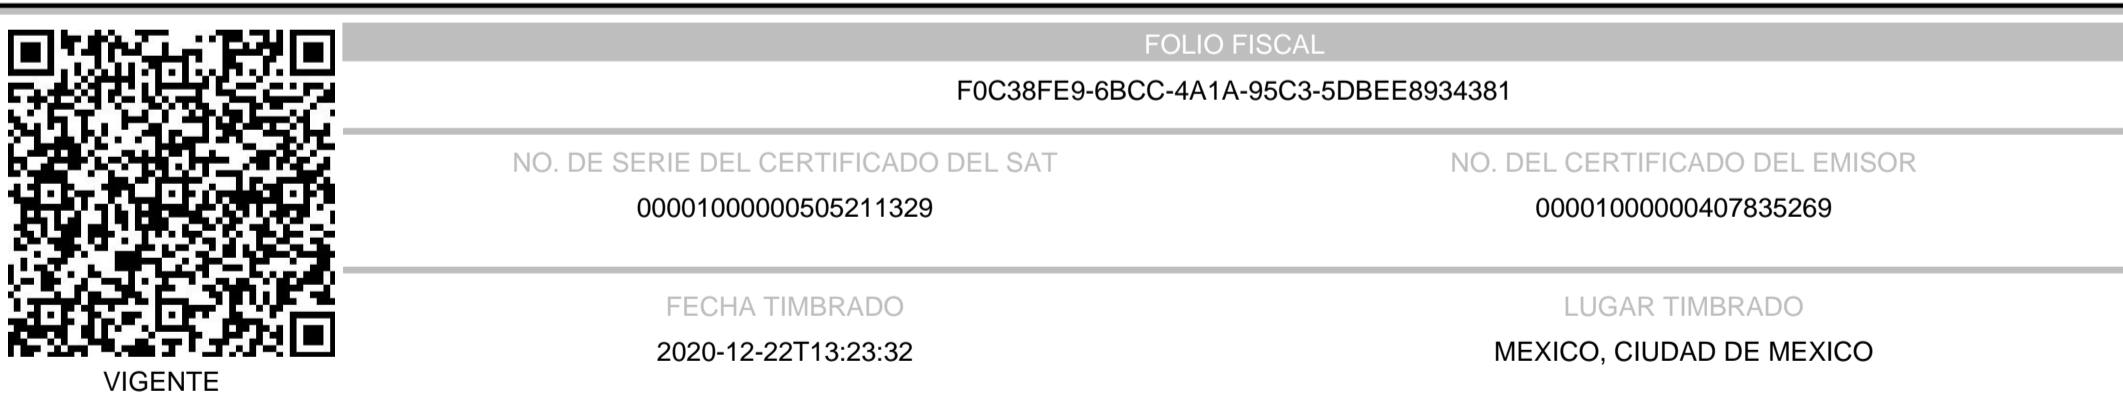 FOLIO FISCAL
F0C38FE9-6BCC-4A1A-95C3-5DBEE8934381
NO. DE SERIE DEL CERTIFICADO DEL SAT
00001000000505211329
NO. DEL CERTIFICADO DEL EMISOR
00001000000407835269
FECHA TIMBRADO
2020-12-22T13:23:32
LUGAR TIMBRADO
MEXICO, CIUDAD DE MEXICO
VIGENTE